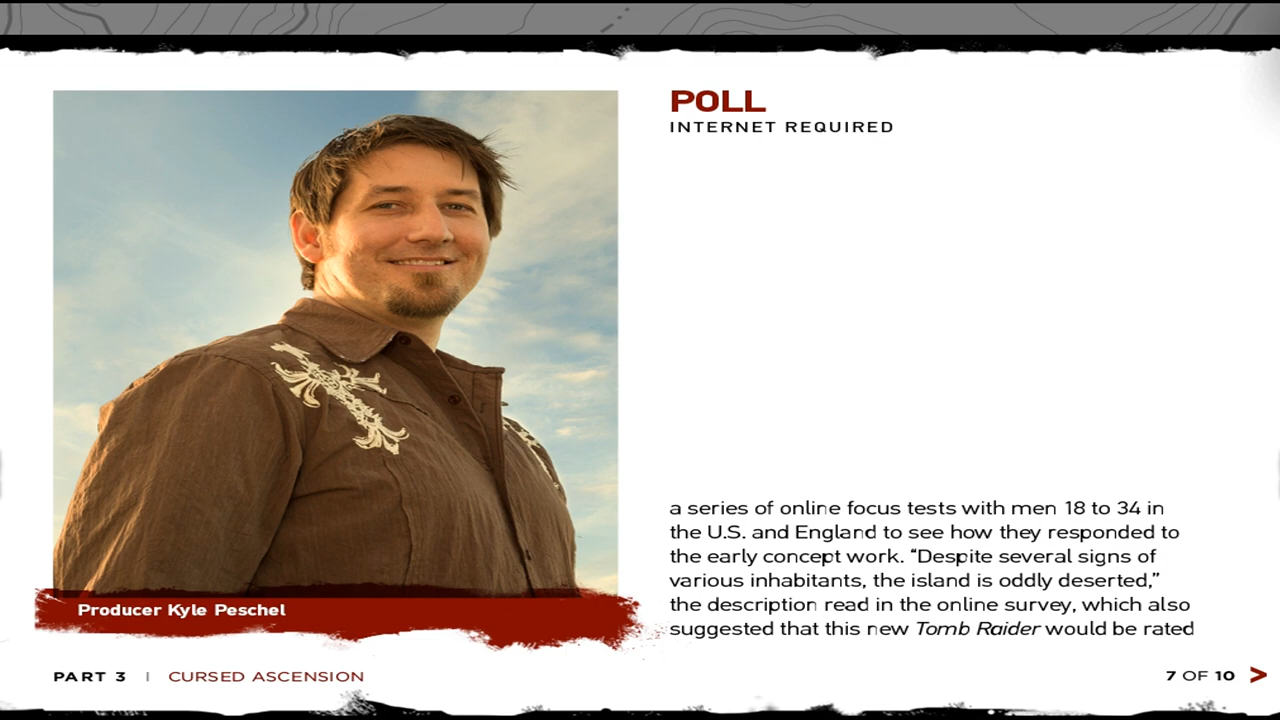 POLL
INTERNET REQUIRED
a series of online focus tests with men 18 to 34 in
the U.S. and England to see how they responded to
the early concept work. “Despite several signs of
various inhabitants, the island is oddly deserted,”
the description read in the online survey, which also
suggested that this new Tomb Raider would be rated
Producer Kyle Peschel
PART 3 | CURSED ASCENSION
7 OF 10 >